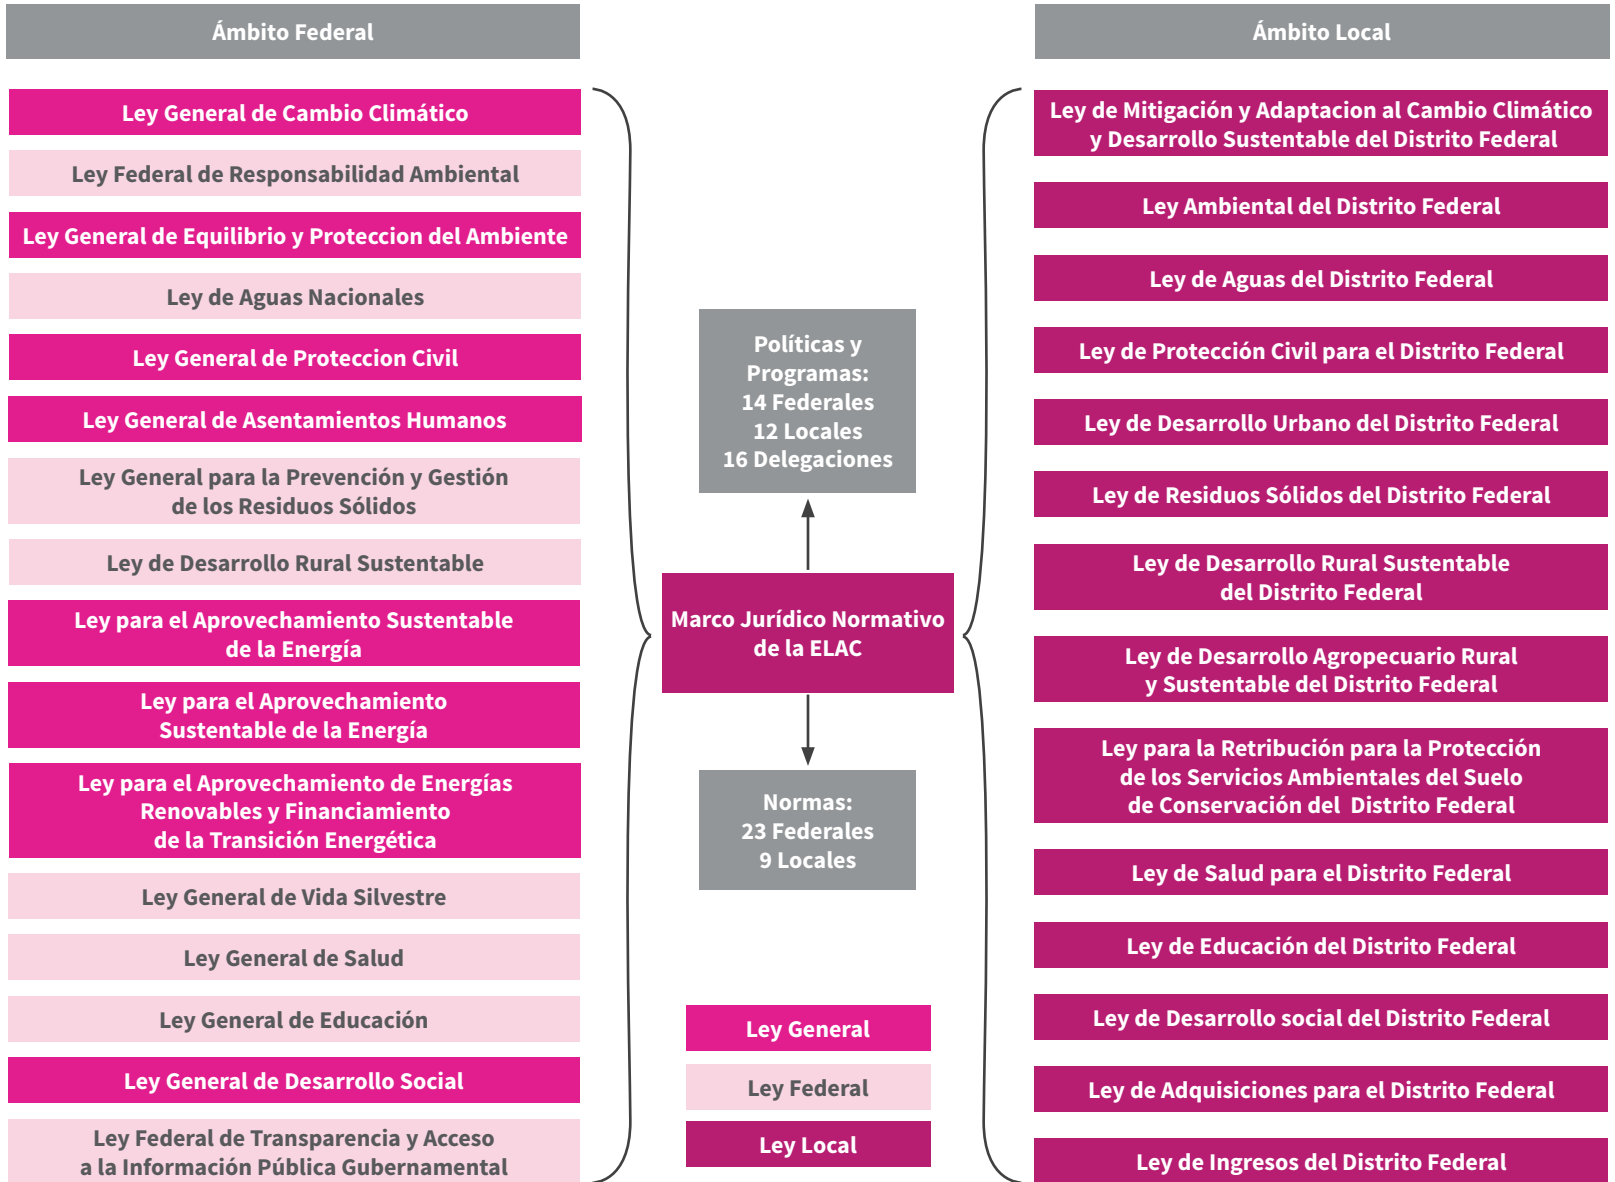 Ámbito Federal
Ley General de Cambio Climático
Ley Federal de Responsabilidad Ambiental
Ley General de Equilibrio y Proteccion del Ambiente
Ley de Aguas Nacionales
Ley General de Proteccion Civil
Ley General de Asentamientos Humanos
Ley General para la Prevención y Gestión
de los Residuos Sólidos
Ley de Desarrollo Rural Sustentable
Ley para el Aprovechamiento Sustentable
de la Energía
Ley para el Aprovechamiento
Sustentable de la Energía
Ley para el Aprovechamiento de Energías
Renovables y Financiamiento
de la Transición Energética
Ley General de Vida Silvestre
Ley General de Salud
Ley General de Educación
Ley General de Desarrollo Social
Ley Federal de Transparencia y Acceso
a la Información Pública Gubernamental
Políticas y
Programas:
14 Federales
12 Locales
16 Delegaciones
Marco Jurídico Normativo
de la ELAC
Normas:
23 Federales
9 Locales
Ley General
Ley Federal
Ley Local
Ámbito Local
Ley de Mitigación y Adaptacion al Cambio Climático
y Desarrollo Sustentable del Distrito Federal
Ley Ambiental del Distrito Federal
Ley de Aguas del Distrito Federal
Ley de Protección Civil para el Distrito Federal
Ley de Desarrollo Urbano del Distrito Federal
Ley de Residuos Sólidos del Distrito Federal
Ley de Desarrollo Rural Sustentable
del Distrito Federal
Ley de Desarrollo Agropecuario Rural
y Sustentable del Distrito Federal
Ley para la Retribución para la Protección
de los Servicios Ambientales del Suelo
de Conservación del Distrito Federal
Ley de Salud para el Distrito Federal
Ley de Educación del Distrito Federal
Ley de Desarrollo social del Distrito Federal
Ley de Adquisiciones para el Distrito Federal
Ley de Ingresos del Distrito Federal